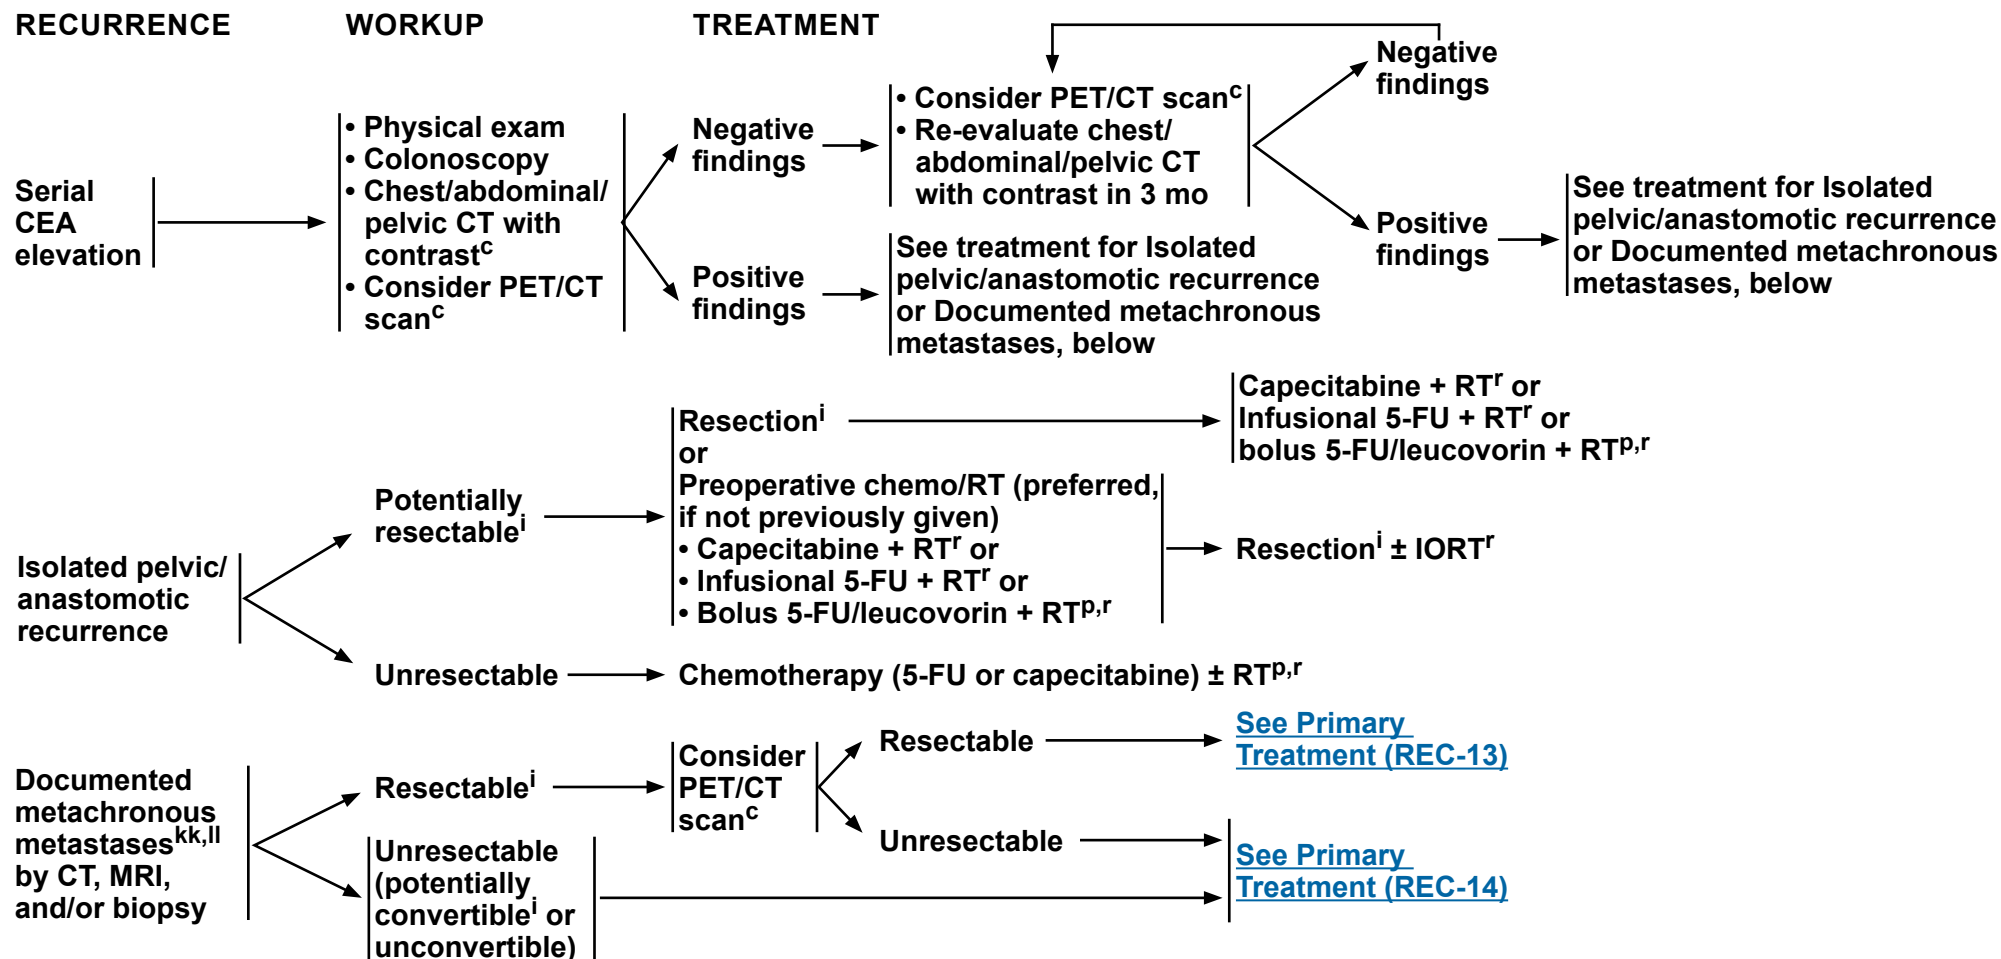 RECURRENCE
WORKUP
TREATMENT
Serial
CEA
elevation
• Physical exam
• Colonoscopy
• Chest/abdominal/
pelvic CT with
contrastc
• Consider PET/CT
scanc
Negative
findings
• Consider PET/CT scanc
• Re-evaluate chest/
abdominal/pelvic CT
with contrast in 3 mo
Negative
findings
Positive
findings
See treatment for Isolated
pelvic/anastomotic recurrence
or Documented metachronous
metastases, below
Positive
findings
See treatment for Isolated
pelvic/anastomotic recurrence
or Documented metachronous
metastases, below
Isolated pelvic/
anastomotic
recurrence
Potentially
resectablei
Resectioni
or
Preoperative chemo/RT (preferred,
if not previously given)
• Capecitabine + RTr or
• Infusional 5-FU + RTr or
• Bolus 5-FU/leucovorin + RTp,r
Capecitabine + RTr or
Infusional 5-FU + RTr or
bolus 5-FU/leucovorin + RTp,r
Resectioni ± IORTr
Unresectable
Chemotherapy (5-FU or capecitabine) ± RTp,r
Documented
metachronous
metastaseskk,ll
by CT, MRI,
and/or biopsy
Resectablei
Consider
PET/CT
scanc
Resectable
See Primary
Treatment (REC-13)
Unresectable
See Primary
Treatment (REC-14)
Unresectable
(potentially
convertiblei or
unconvertible)